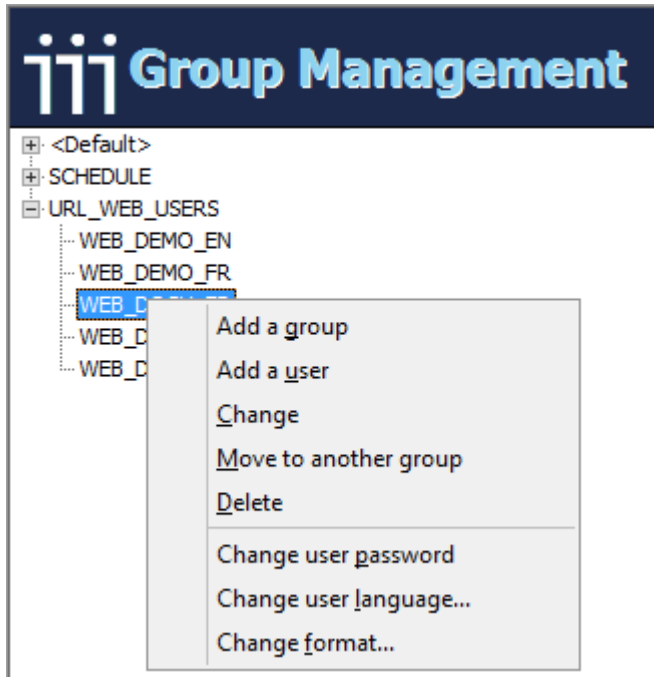 Group Management
<Default>
SCHEDULE
URL_WEB_USERS
WEB_DEMO_EN
WEB_DEMO_FR
Add a group
Add a user
Change
Move to another group
Delete
Change user password
Change user language...
Change format...